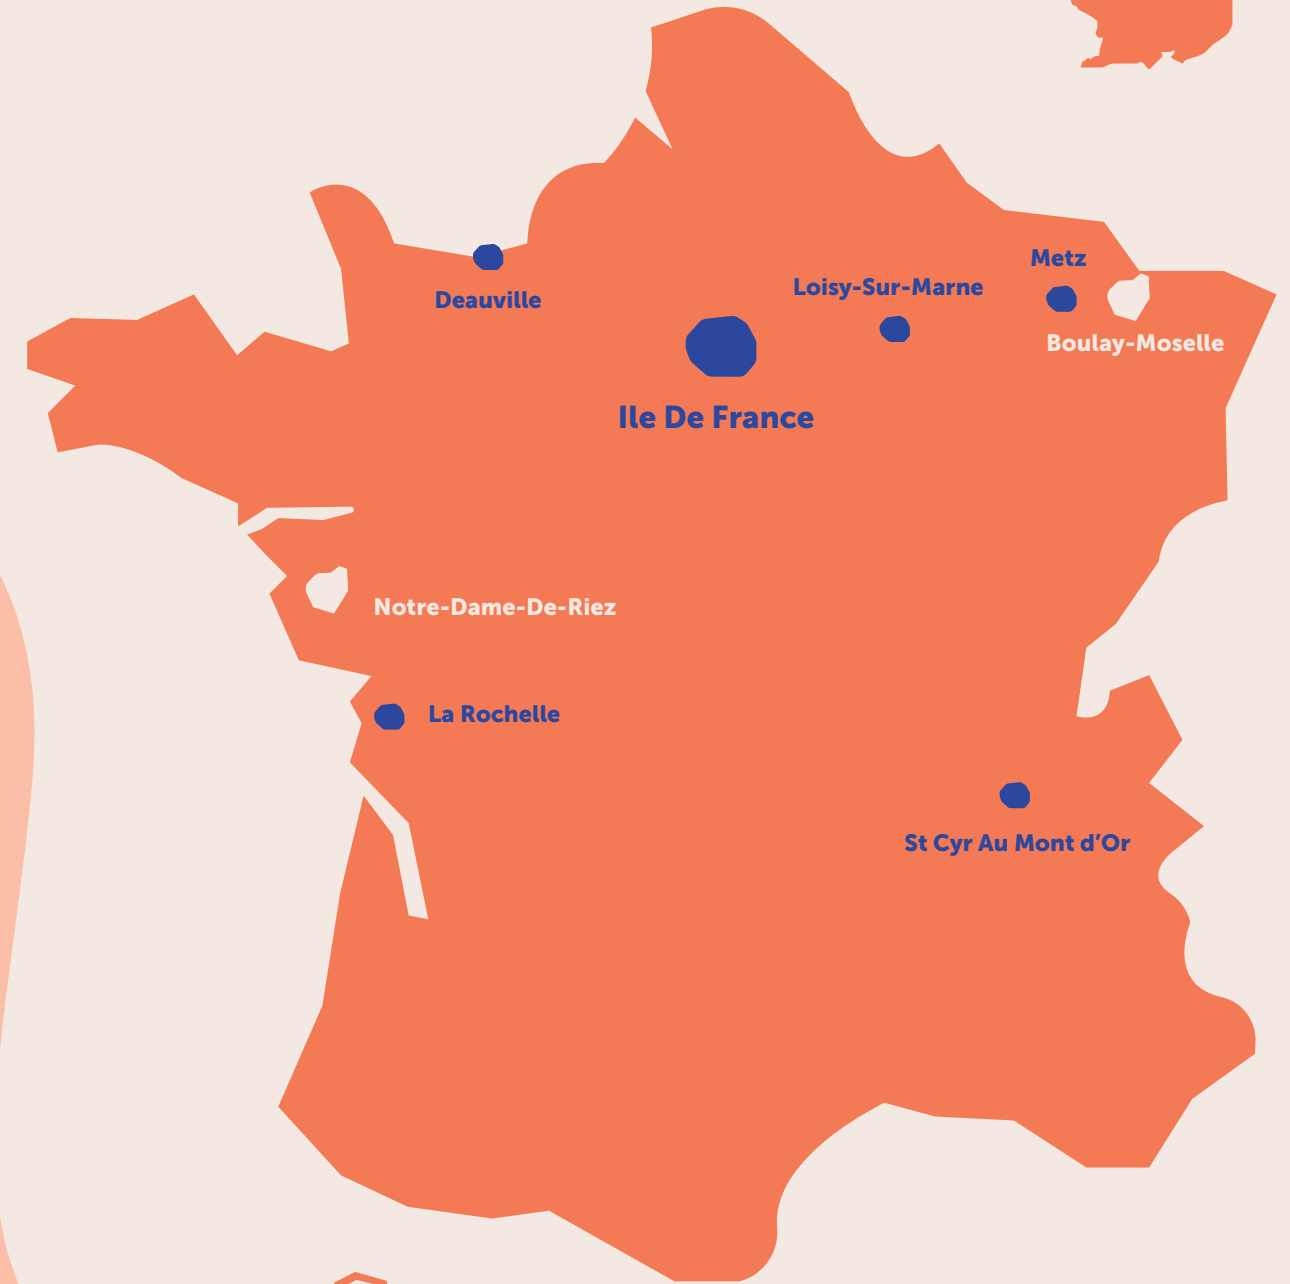 Metz
Loisy-Sur-Marne
Deauville
Boulay-Moselle
Ile De France
Notre-Dame-De-Riez
La Rochelle
St Cyr Au Mont d’Or